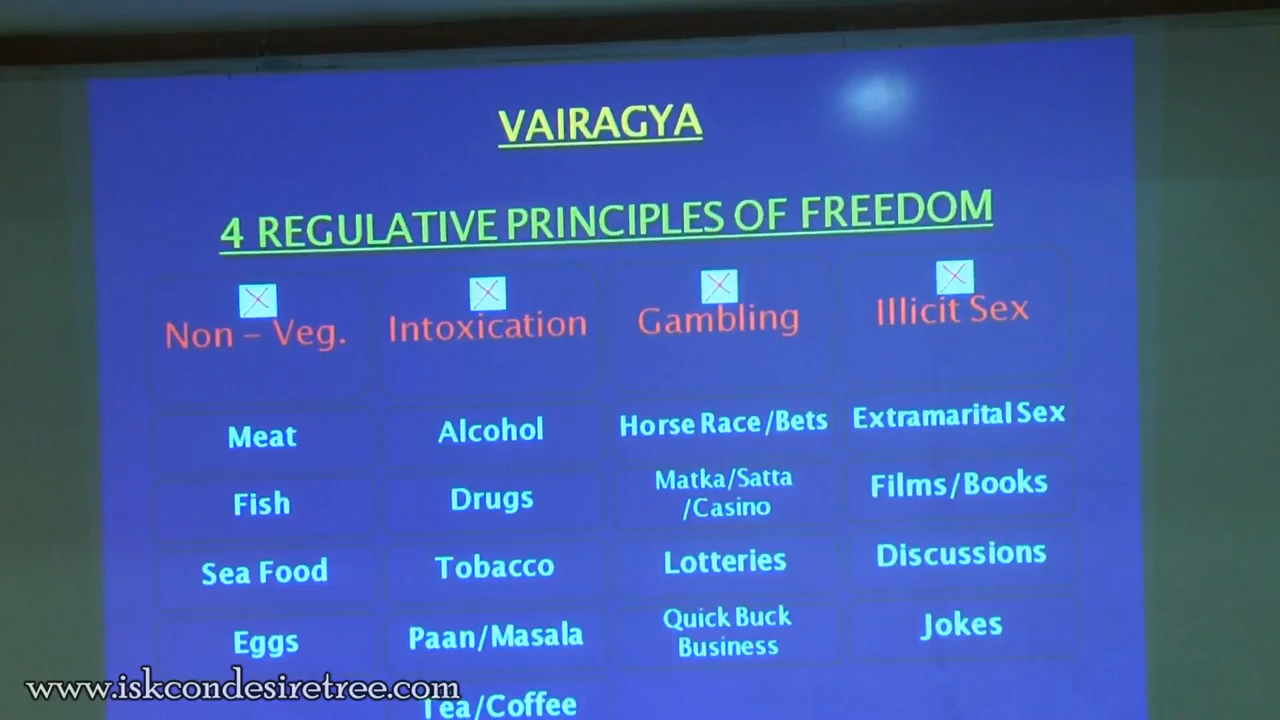 VAIRAGYA
4 REGULATIVE PRINCIPLES OF FREEDOM
Non – Veg.
Intoxication
Gambling
Illicit Sex
Meat
Alcohol
Horse Race /Bets
Extramarital Sex
Fish
Drugs
Matka/Satta
/Casino
Films/Books
Sea Food
Tobacco
Lotteries
Discussions
Eggs
Paan/Masala
Quick Buck
Business
Jokes
Tea/Coffee
www.iskcondesiretree.com